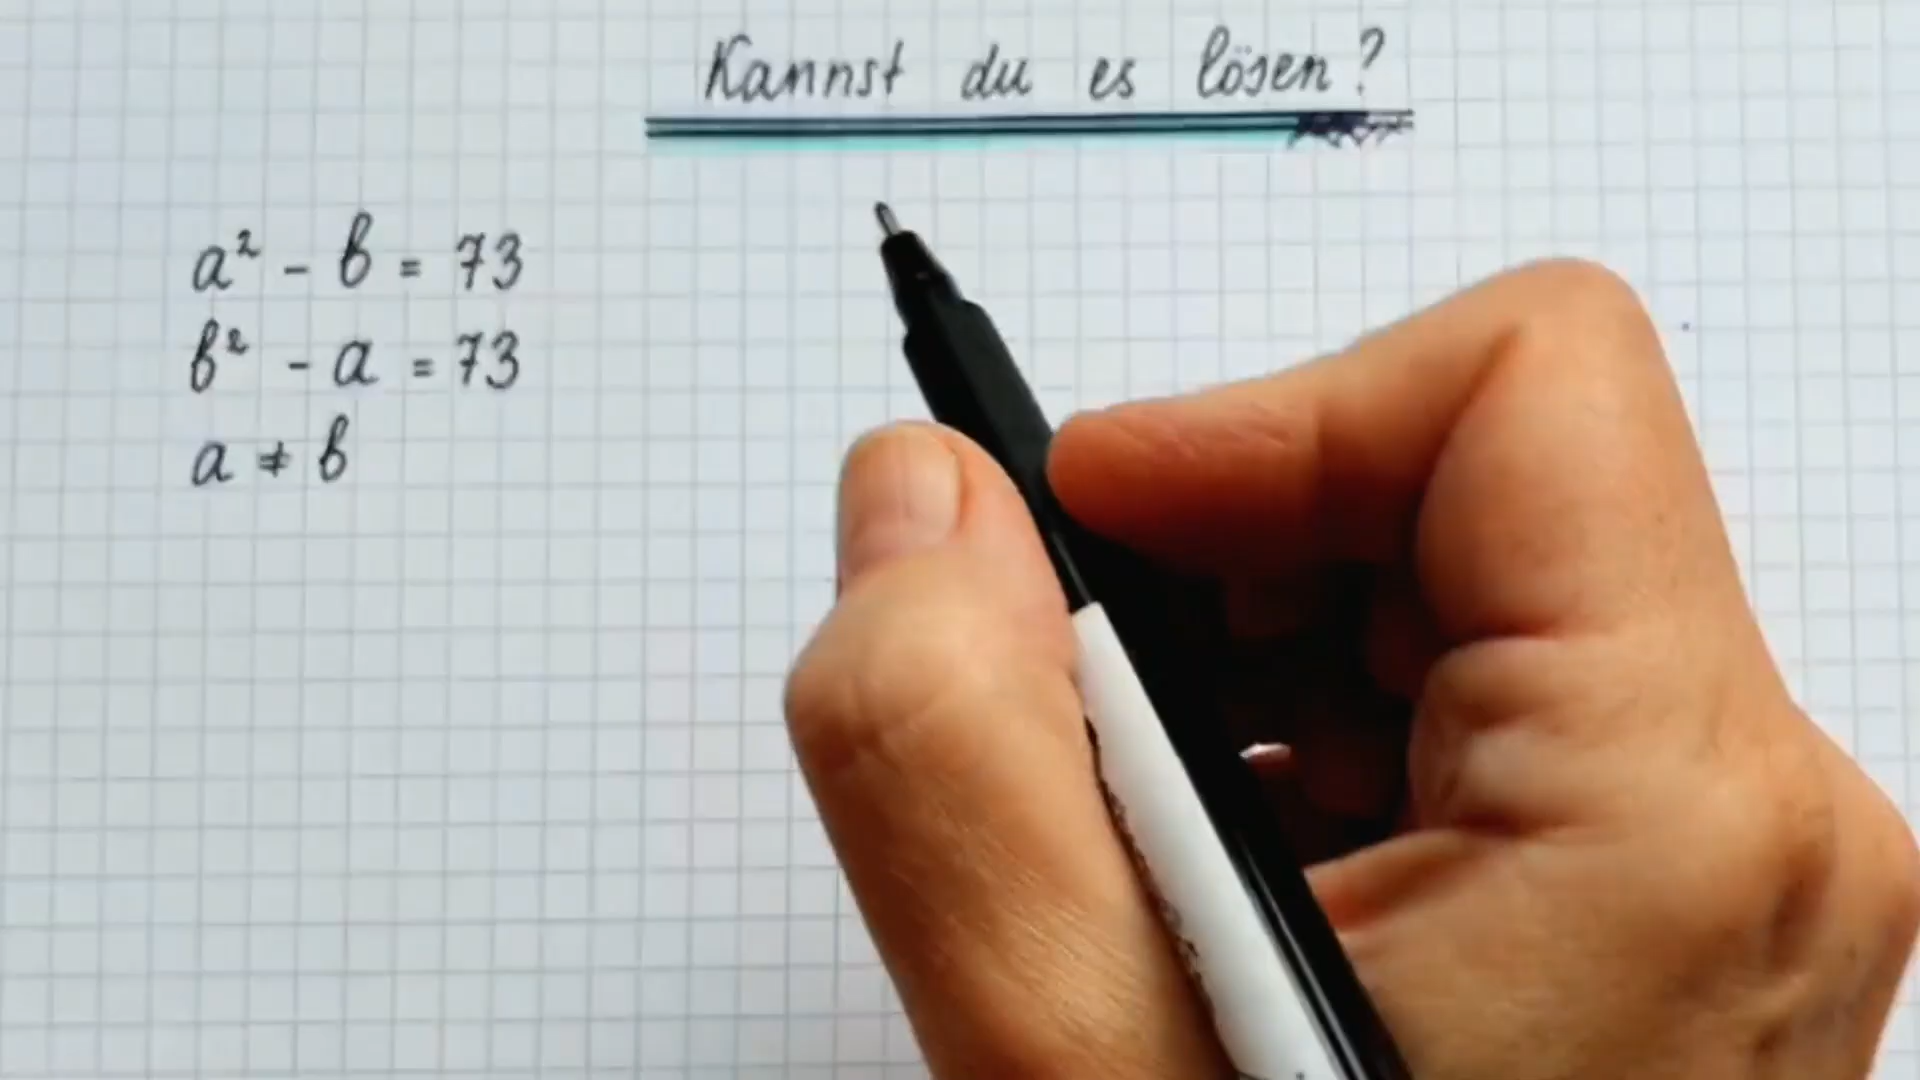 Kannst du es lösen?
a² - b = 73
b² - a = 73
a ≠ b